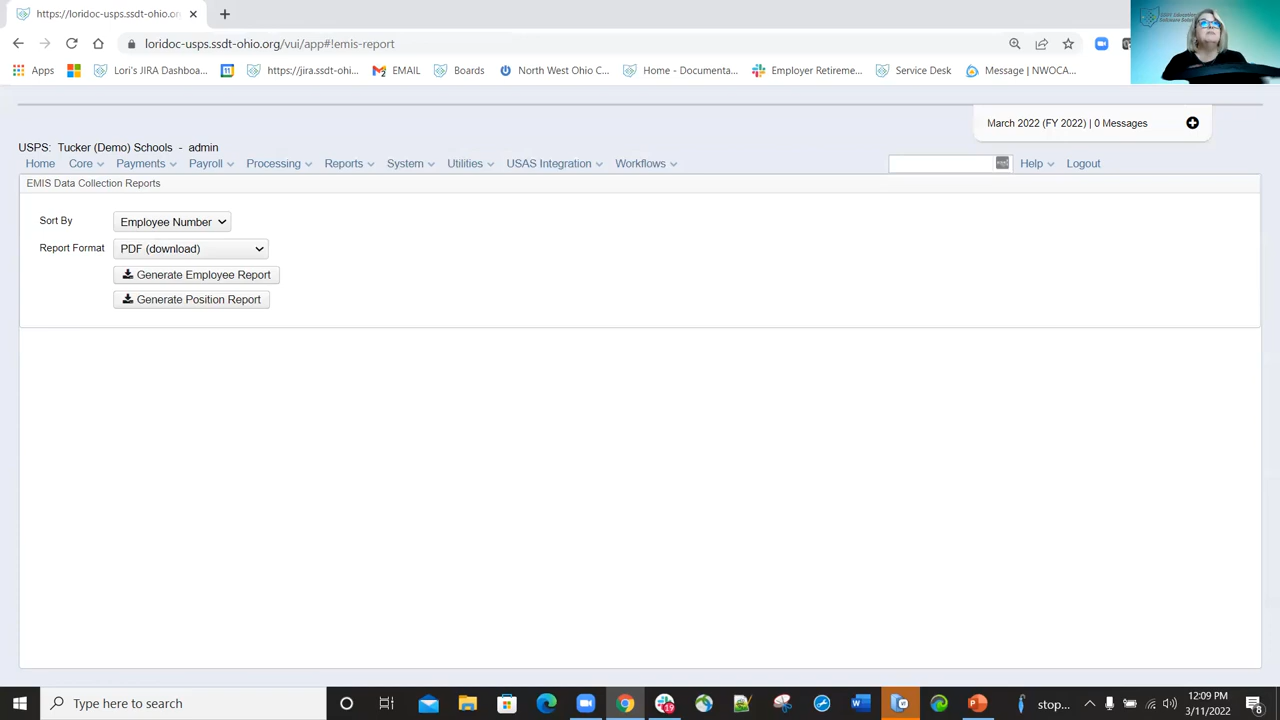 https://loridoc-usps.ssdt-ohio.org/
loridoc-usps.ssdt-ohio.org/vui/app#!emis-report
Apps
Lori's JIRA Dashboa...
https://jira.ssdt-ohi...
EMAIL
Boards
North West Ohio C...
Home - Documenta...
Employer Retireme...
Service Desk
Message | NWOCA...
March 2022 (FY 2022) | 0 Messages
USPS: Tucker (Demo) Schools - admin
Home Core Payments Payroll Processing Reports System Utilities USAS Integration Workflows Help Logout
EMIS Data Collection Reports
Sort By Employee Number
Report Format PDF (download)
Generate Employee Report
Generate Position Report
Type here to search
stop...
12:09 PM
3/11/2022
19
8